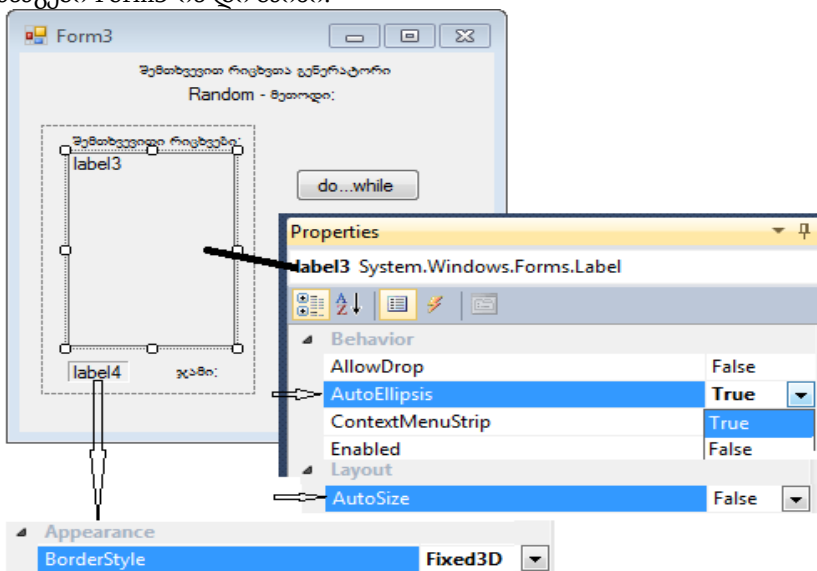 Form3
შემთხვევით რიცხვთა გენერატორი
Random - მეთოდი:
შემთხვევითი რიცხვები:
label3
do...while
label4
ჯამი:
Properties
label3 System.Windows.Forms.Label
Behavior
AllowDrop False
AutoEllipsis True
ContextMenuStrip True
Enabled False
Layout
AutoSize False
Appearance
BorderStyle Fixed3D